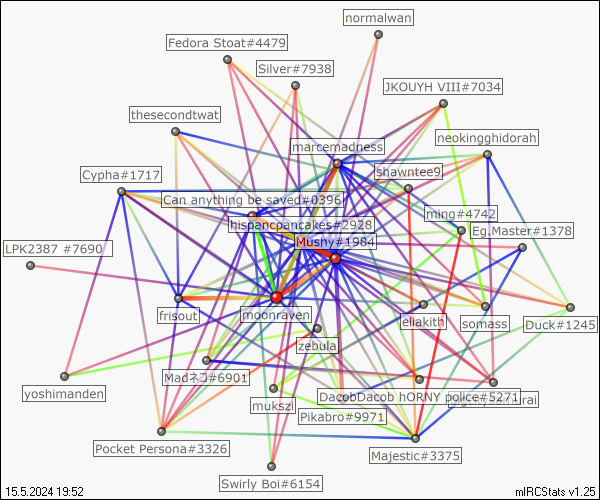 normalwan
Fedora Stoat#4479
Silver#7938
JKOUYH VIII#7034
thesecondtwat
neokingghidorah
marcemadness
Cypha#1717
shawntee9
Can anything be saved#0396
ming#4742
hispancpancakes#2928
Eg.Master#1378
Mushy#1984
LPK2387 #7690
frisout
moonraven
eliakith
somass
Duck#1245
zebula
Madネコ#6901
yoshimanden
DacobDacob hORNY police#5271
mukszi
Pikabro#9971
Pocket Persona#3326
Majestic#3375
Swirly Boi#6154
15.5.2024 19:52
mIRCStats v1.25